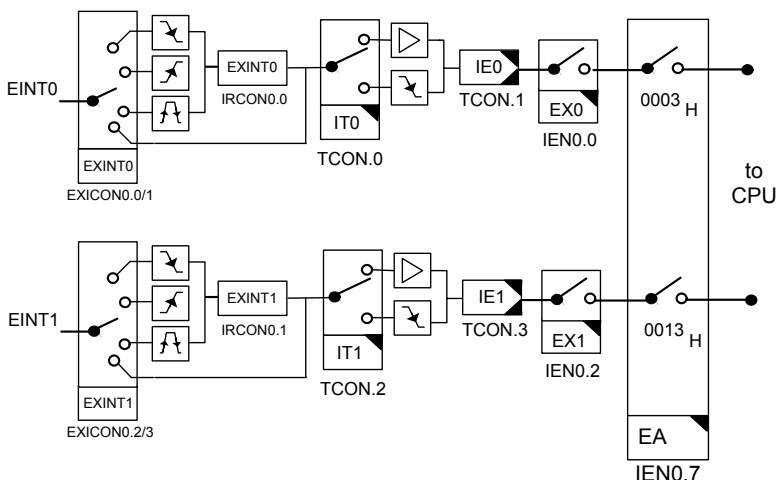 EINT0
EXINT0
EXICON0.0/1
EXINT0
IRCON0.0
IT0
TCON.0
IE0
TCON.1
EX0
IEN0.0
0003 H
to
CPU
EINT1
EXINT1
EXICON0.2/3
EXINT1
IRCON0.1
IT1
TCON.2
IE1
TCON.3
EX1
IEN0.2
0013 H
EA
IEN0.7